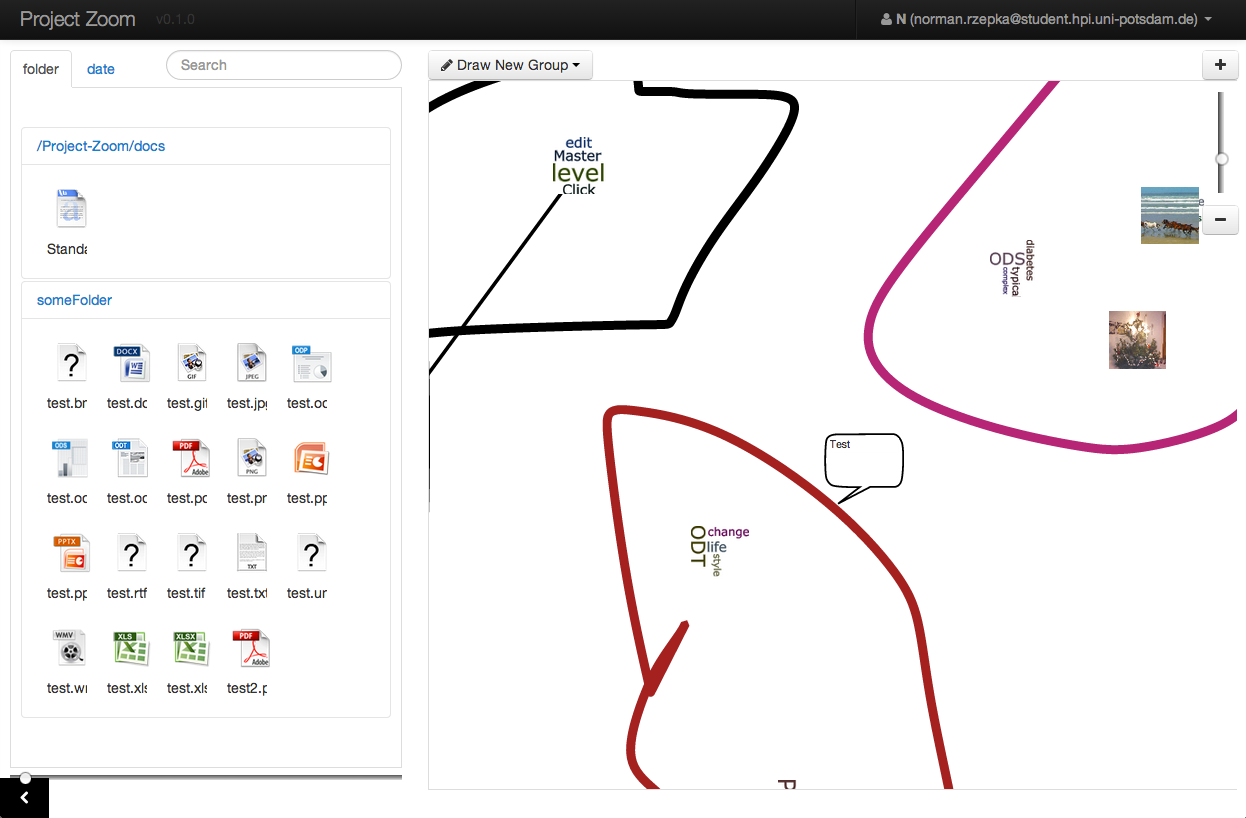 Project Zoom v0.1.0
N (norman.rzepka@student.hpi.uni-potsdam.de)
folder date Search
/Project-Zoom/docs
Standa
someFolder
DOCX GIF JPEG ODP
test.br test.dc test.gif test.jpg test.oc
ODS ODT PDF Adobe PNG
test.oc test.oc test.pc test.pr test.pp
PPTX TXT
test.pp test.rtf test.tif test.txt test.ur
WMV XLS XLSX PDF Adobe
test.wr test.xls test.xls test2.p
Draw New Group
edit
Master
level
Click
ODS
diabetes
typica
complex
Test
ODT
change
life
style
P